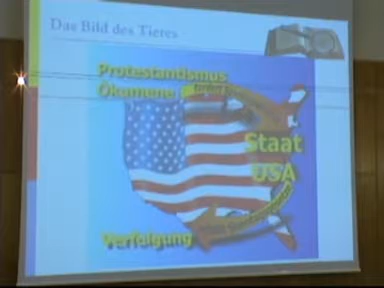 Das Bild des Tieres
Protestantismus
Ökumene
Staat
USA
Verfolgung